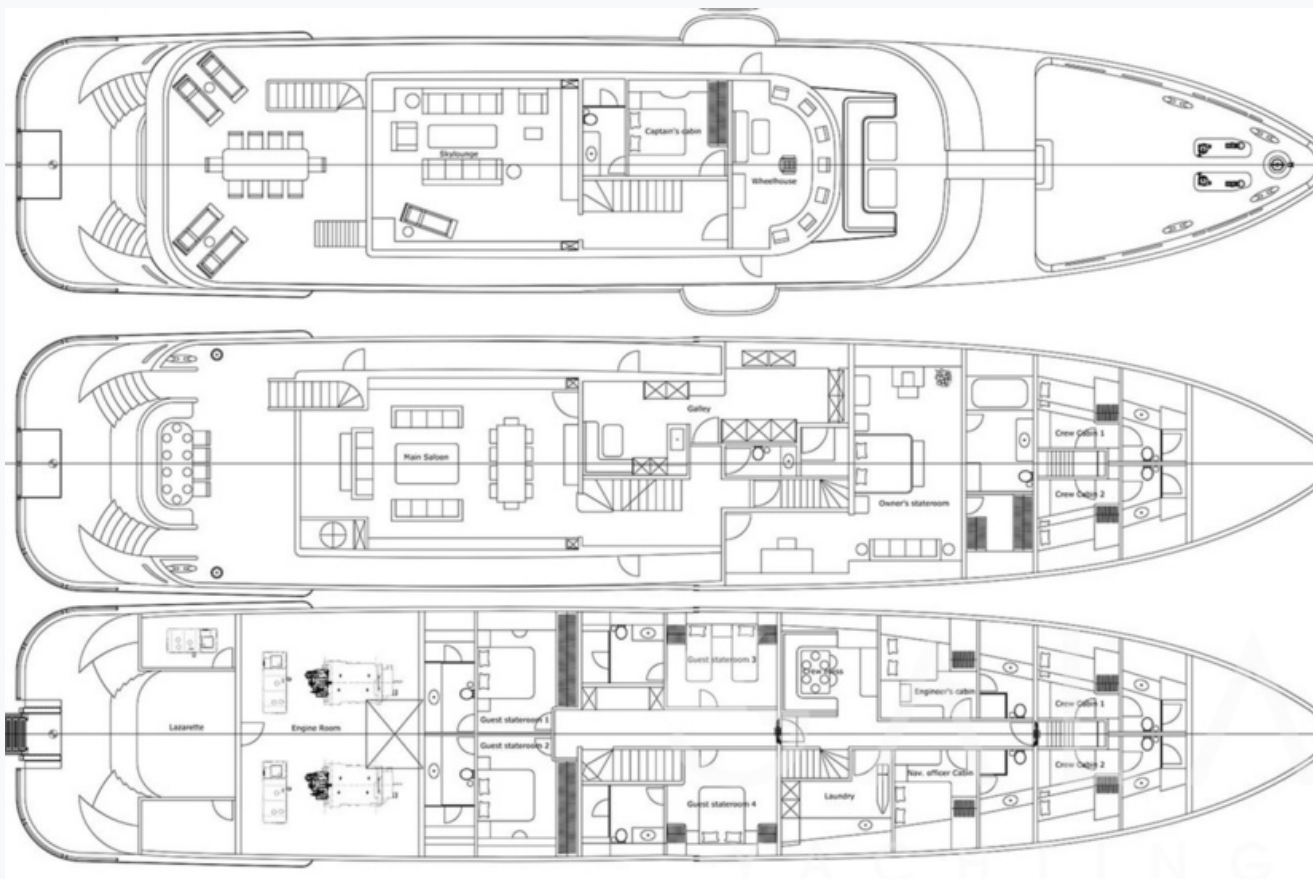 Captain's cabin
Skylounge
Wheelhouse
Galley
Crew Cabin 1
Main Saloon
Crew Cabin 2
Owner's stateroom
Guest stateroom 3
Crew Mess
Engineer's cabin
Crew Cabin 1
Guest stateroom 1
Lazarette
Engine Room
Guest stateroom 2
Crew Cabin 2
Nav. officer Cabin
Laundry
Guest stateroom 4
YACHTING